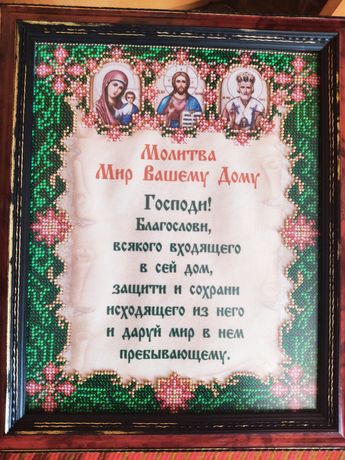 Молитва
Мир Вашему Дому
Господи!
Благослови,
всякого входящего
в сей дом,
защити и сохрани
исходящего из него
и даруй мир в нем
пребывающему.